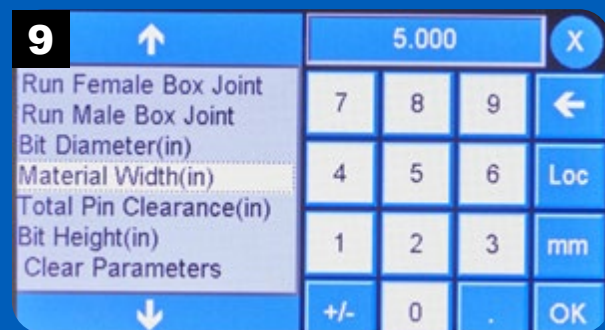 9
Run Female Box Joint
Run Male Box Joint
Bit Diameter(in)
Material Width(in)
Total Pin Clearance(in)
Bit Height(in)
Clear Parameters
5.000 X
7 8 9
4 5 6 Loc
1 2 3 mm
+/- 0 . OK